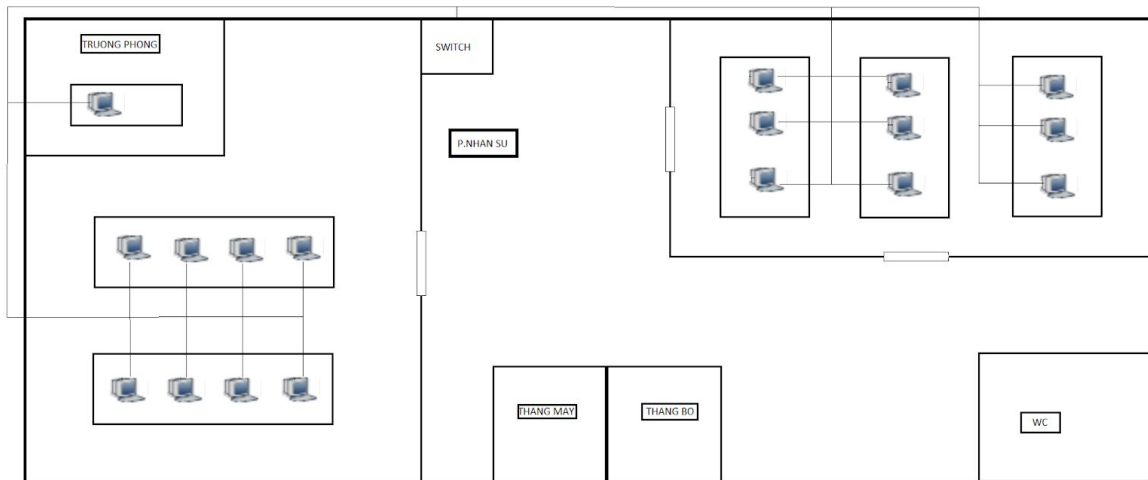 TRUONG PHONG
SWITCH
P.NHAN SU
THANG MAY
THANG BO
WC